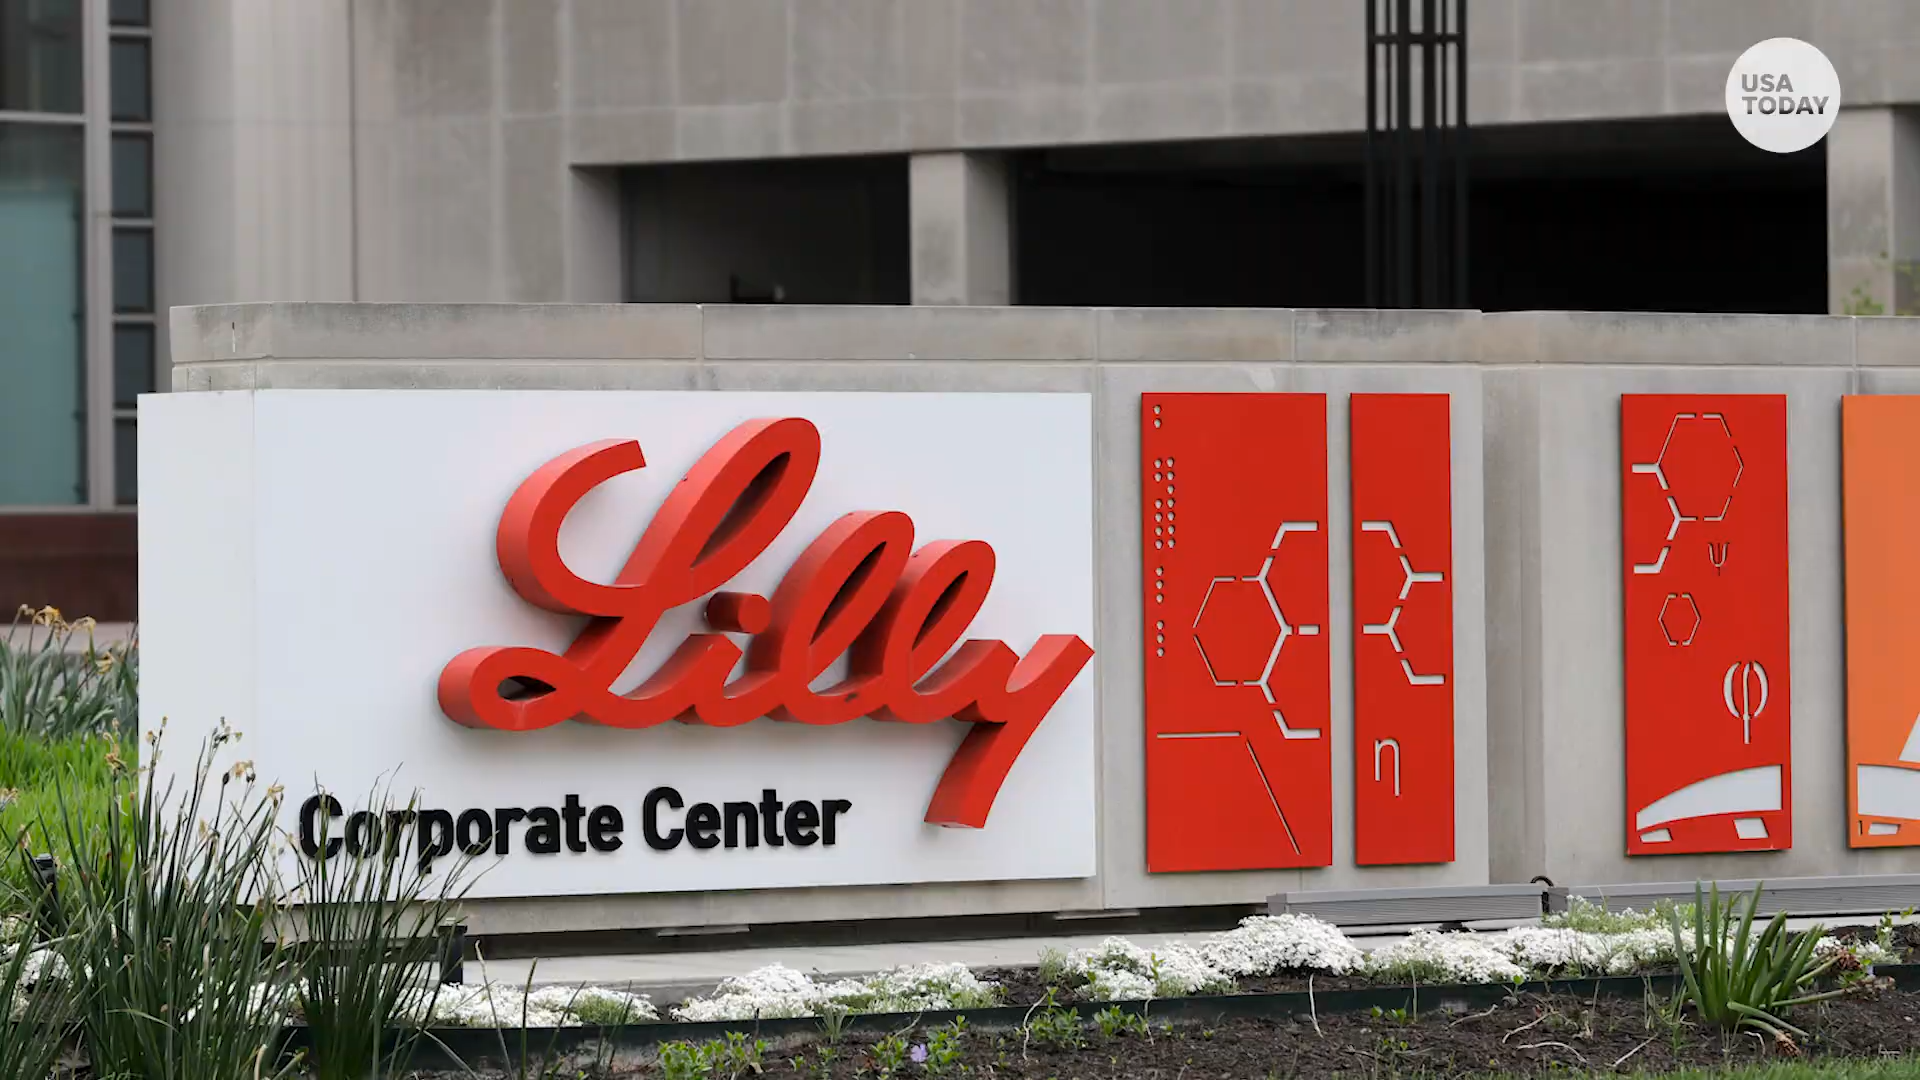 USA
TODAY
Lilly
Corporate Center
η
ψ
φ